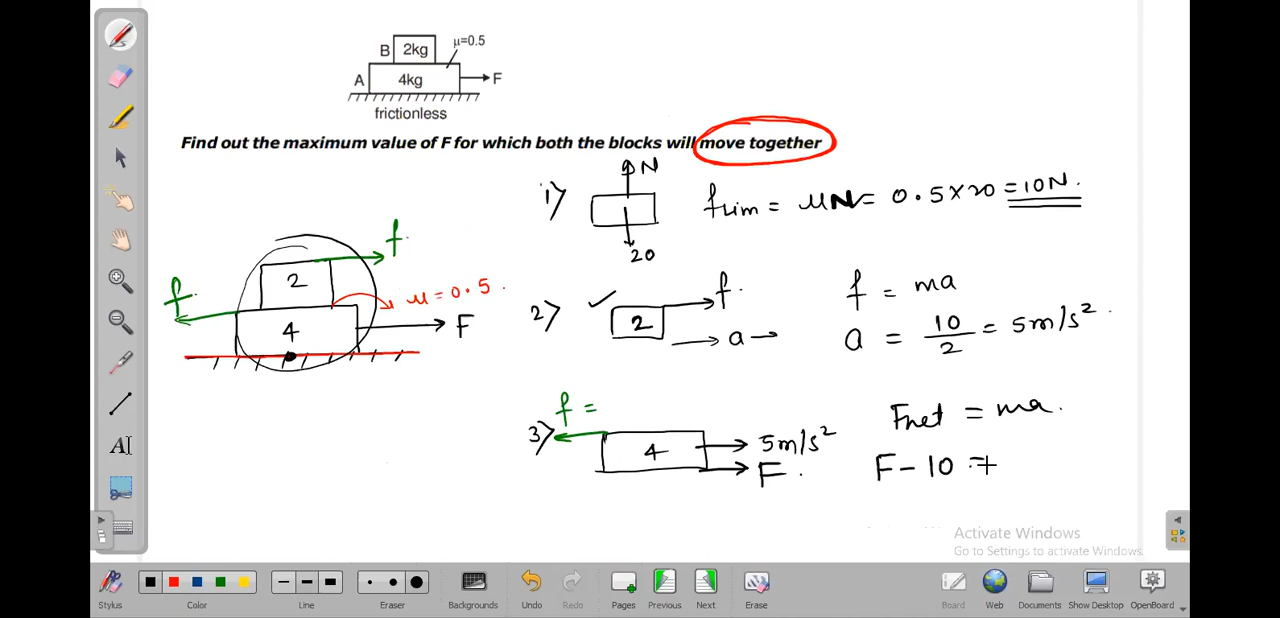 B 2kg μ=0.5
A 4kg F
frictionless
Find out the maximum value of F for which both the blocks will move together
1) N f lim = μN = 0.5 × 20 = 10N.
20
f 2 f
μ = 0.5
4 F
2) 2 f. f = ma
a a = 10/2 = 5m/s²
3) f = 4 5m/s² Fnet = ma.
F. F - 10 =
Activate Windows
Go to Settings to activate Windows.
Stylus Color Line Eraser Backgrounds Undo Redo Pages Previous Next Erase Board Web Documents Show Desktop OpenBoard